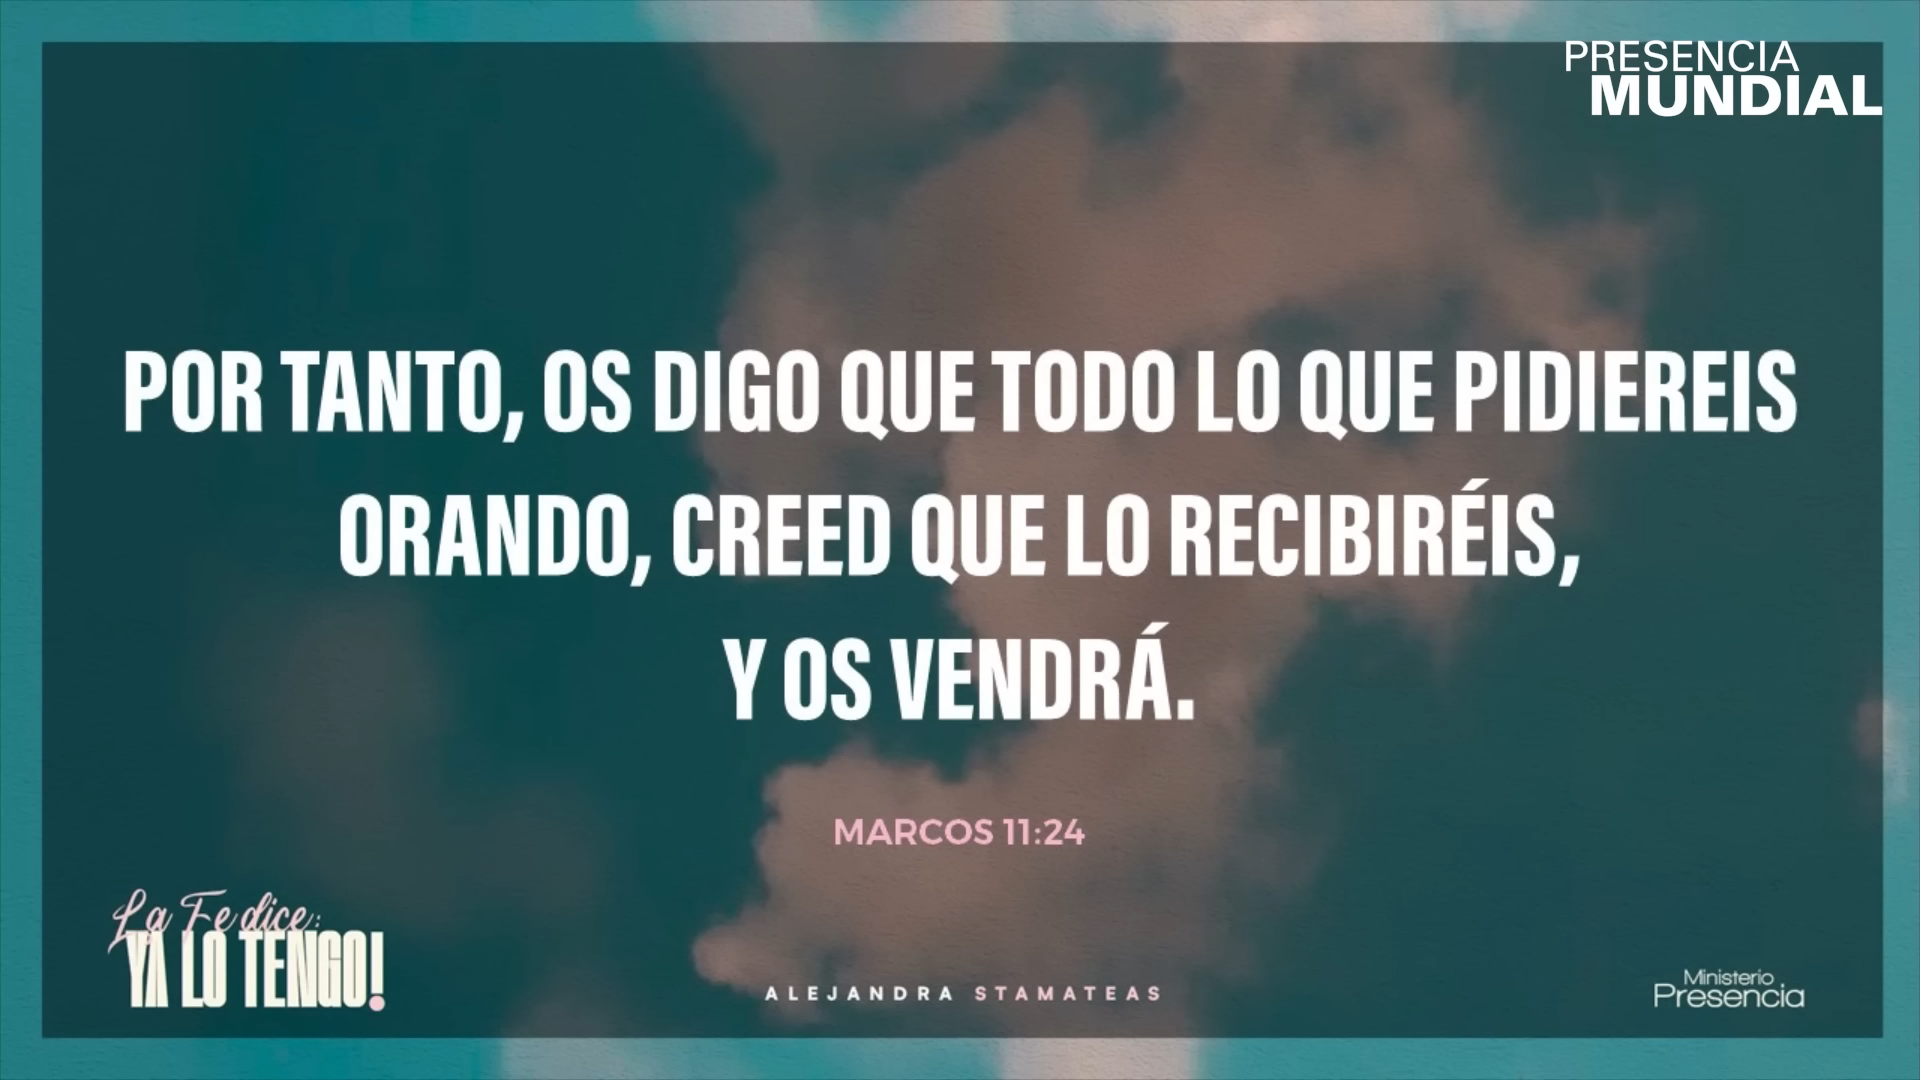 PRESENCIA
MUNDIAL
POR TANTO, OS DIGO QUE TODO LO QUE PIDIEREIS
ORANDO, CREED QUE LO RECIBIRÉIS,
Y OS VENDRÁ.
MARCOS 11:24
La Fe dice:
YA LO TENGO!
ALEJANDRA STAMATEAS
Ministerio
Presencia